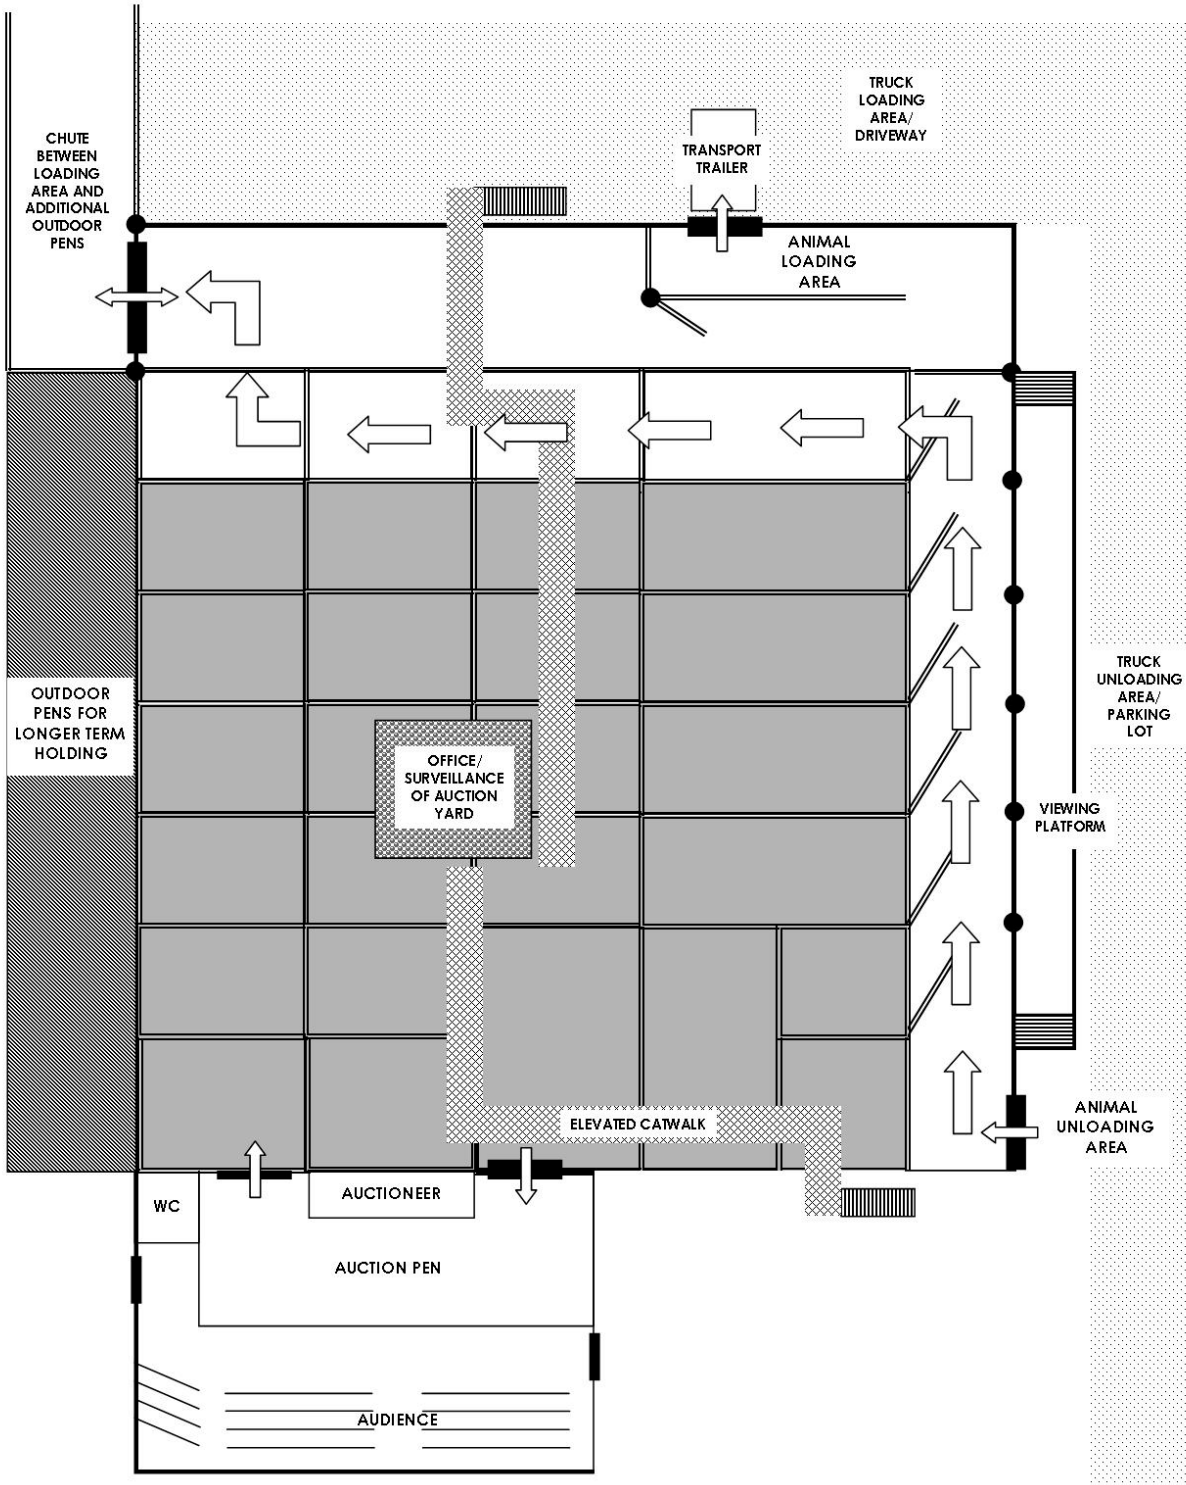 TRUCK
LOADING
AREA/
DRIVEWAY
CHUTE
BETWEEN
LOADING
AREA AND
ADDITIONAL
OUTDOOR
PENS
TRANSPORT
TRAILER
ANIMAL
LOADING
AREA
OUTDOOR
PENS FOR
LONGER TERM
HOLDING
OFFICE/
SURVEILLANCE
OF AUCTION
YARD
TRUCK
UNLOADING
AREA/
PARKING
LOT
VIEWING
PLATFORM
ELEVATED CATWALK
ANIMAL
UNLOADING
AREA
WC
AUCTIONEER
AUCTION PEN
AUDIENCE